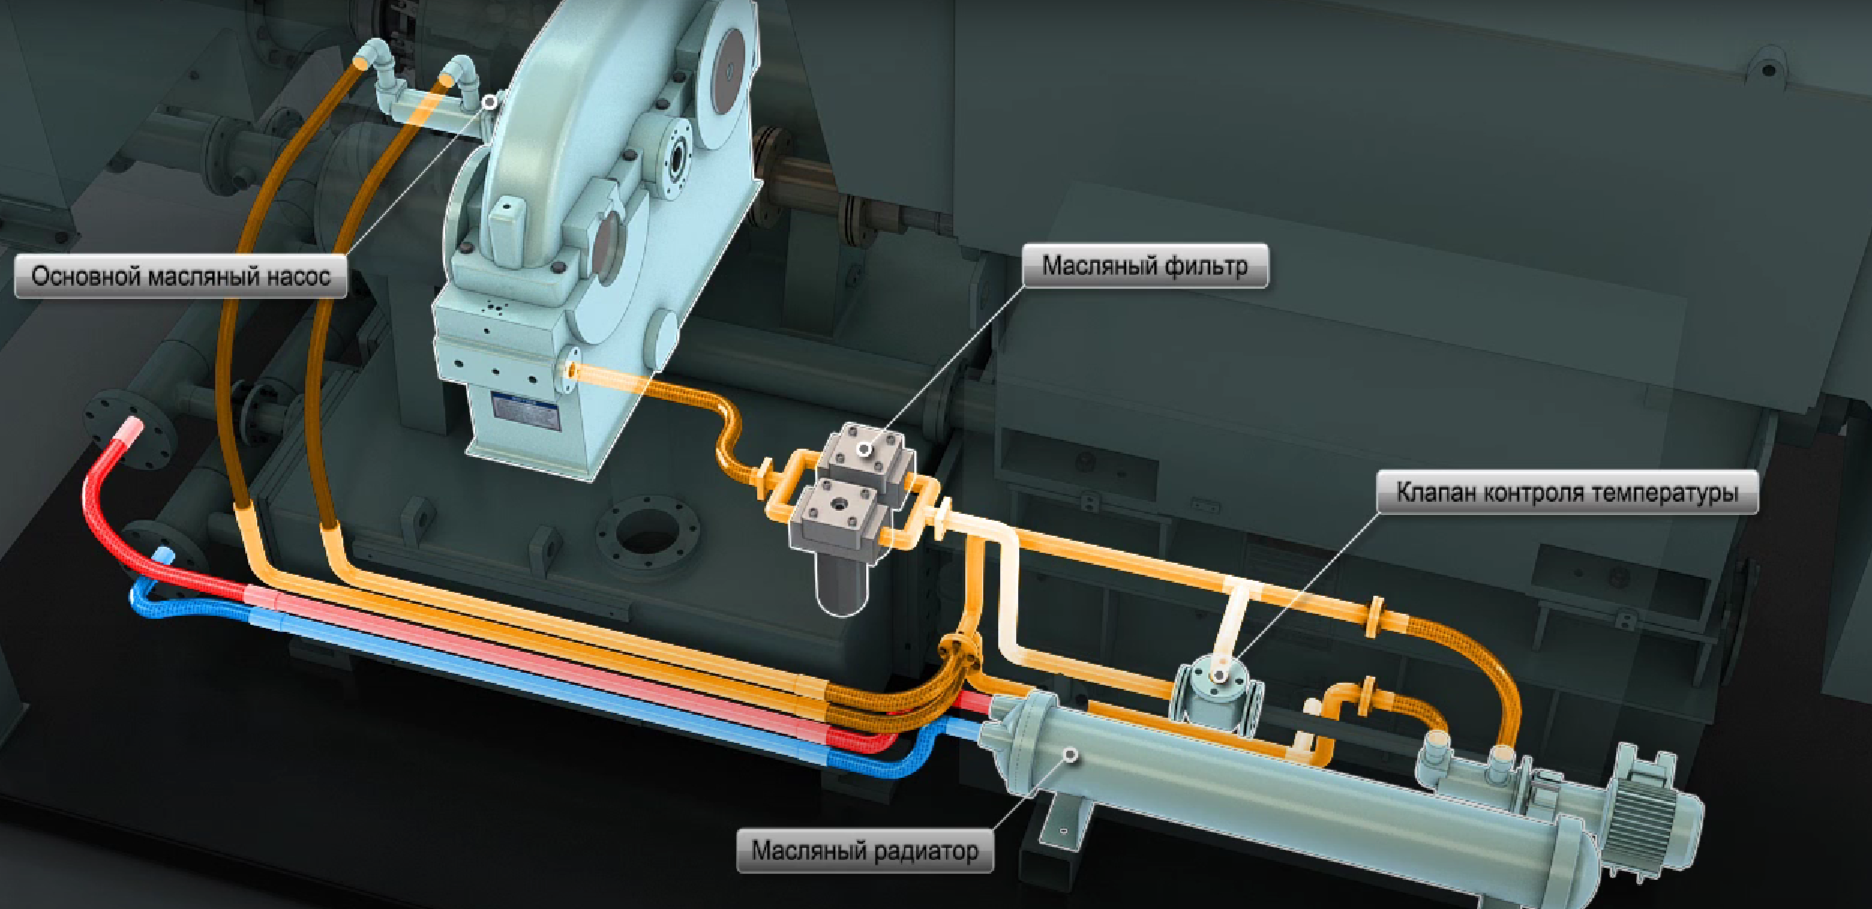 Основной масляный насос
Масляный фильтр
Клапан контроля температуры
Масляный радиатор